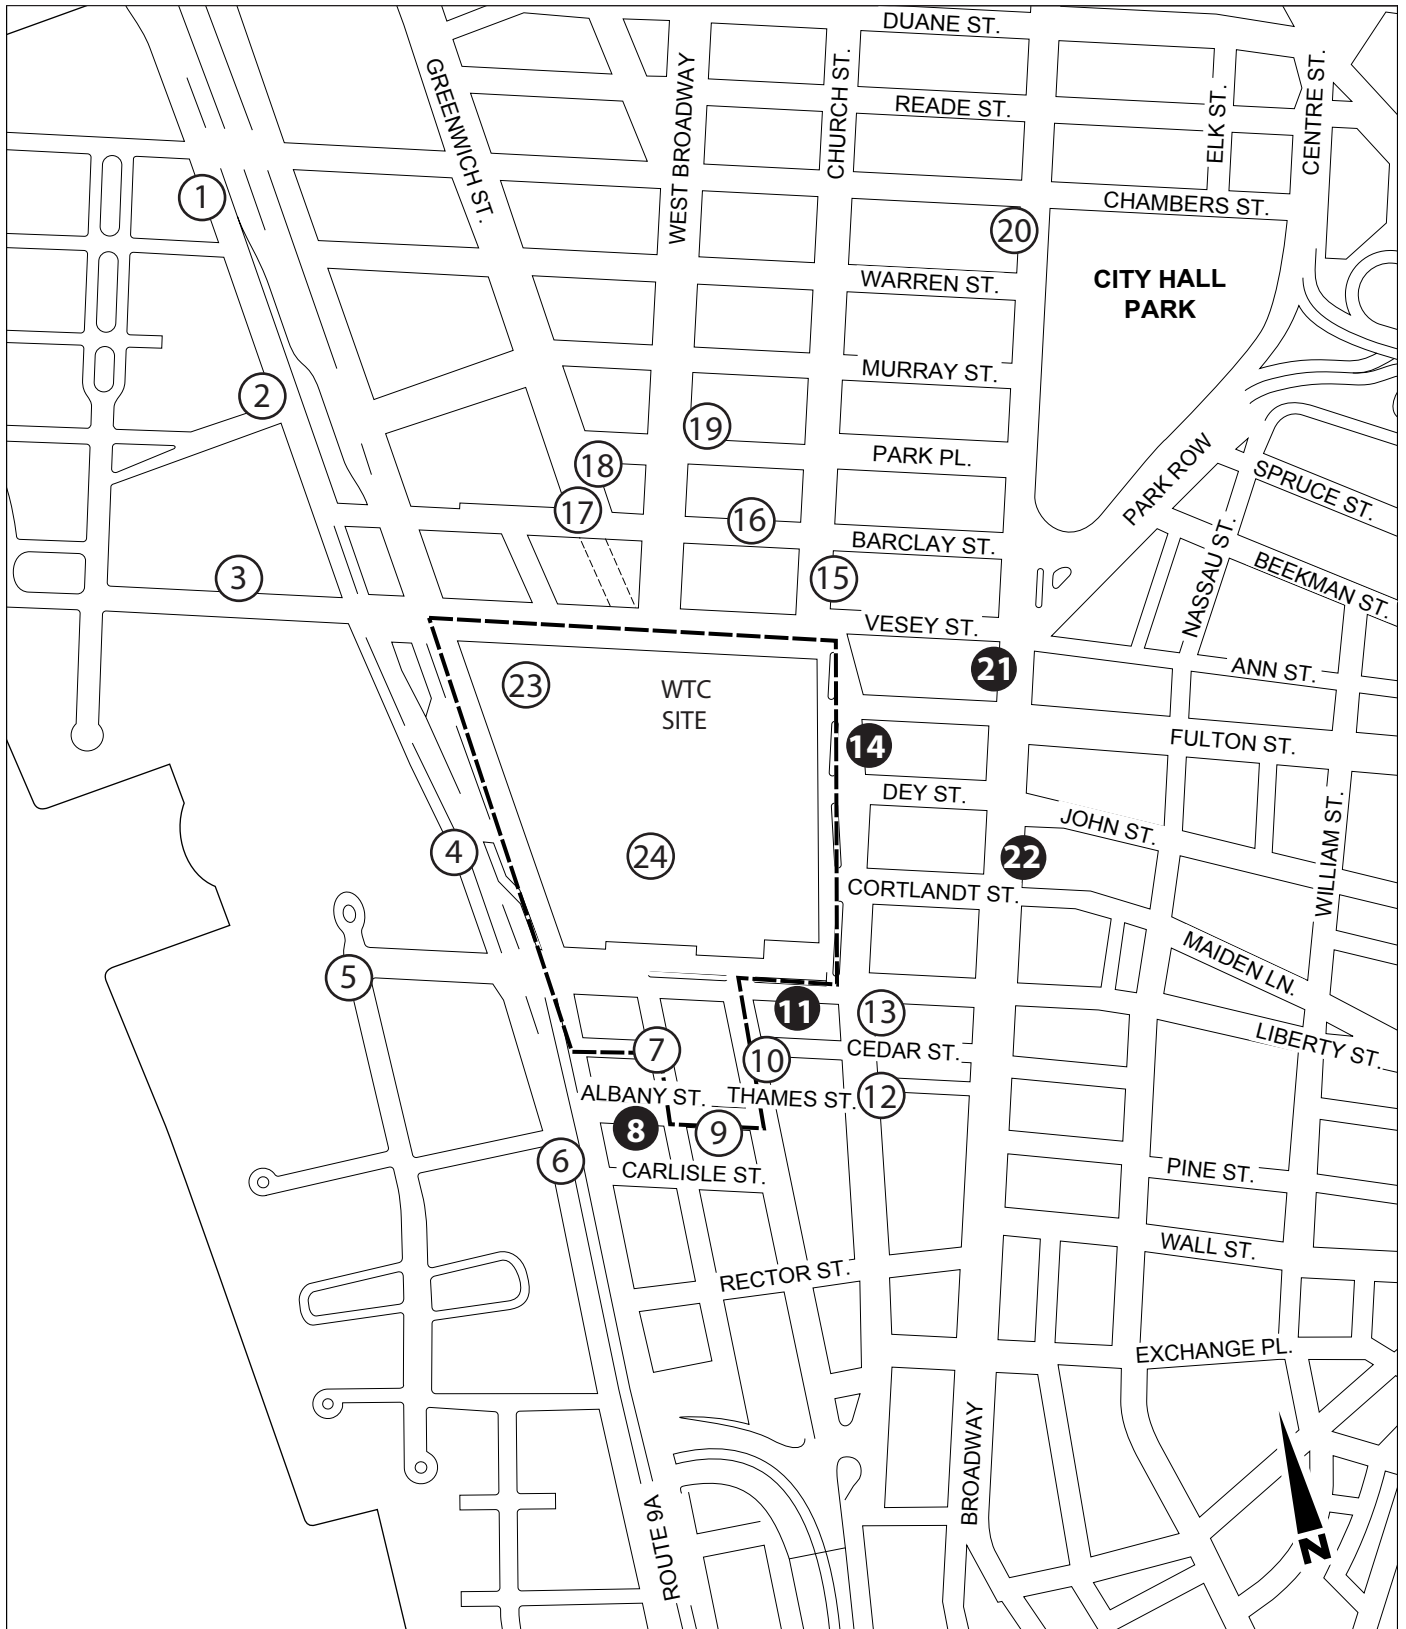 DUANE ST.
GREENWICH ST.
WEST BROADWAY
CHURCH ST.
READE ST.
ELK ST.
CENTRE ST.
1
CHAMBERS ST.
20
WARREN ST.
CITY HALL
PARK
MURRAY ST.
2
19
PARK PL.
PARK ROW
18
SPRUCE ST.
17
16
BARCLAY ST.
NASSAU ST.
3
15
BEEKMAN ST.
VESEY ST.
21
ANN ST.
23
WTC
SITE
14
FULTON ST.
DEY ST.
JOHN ST.
WILLIAM ST.
4
24
22
CORTLANDT ST.
MAIDEN LN.
5
11
13
LIBERTY ST.
7
10
CEDAR ST.
ALBANY ST.
THAMES ST.
12
8
9
6
CARLISLE ST.
PINE ST.
WALL ST.
RECTOR ST.
EXCHANGE PL.
BROADWAY
ROUTE 9A
N